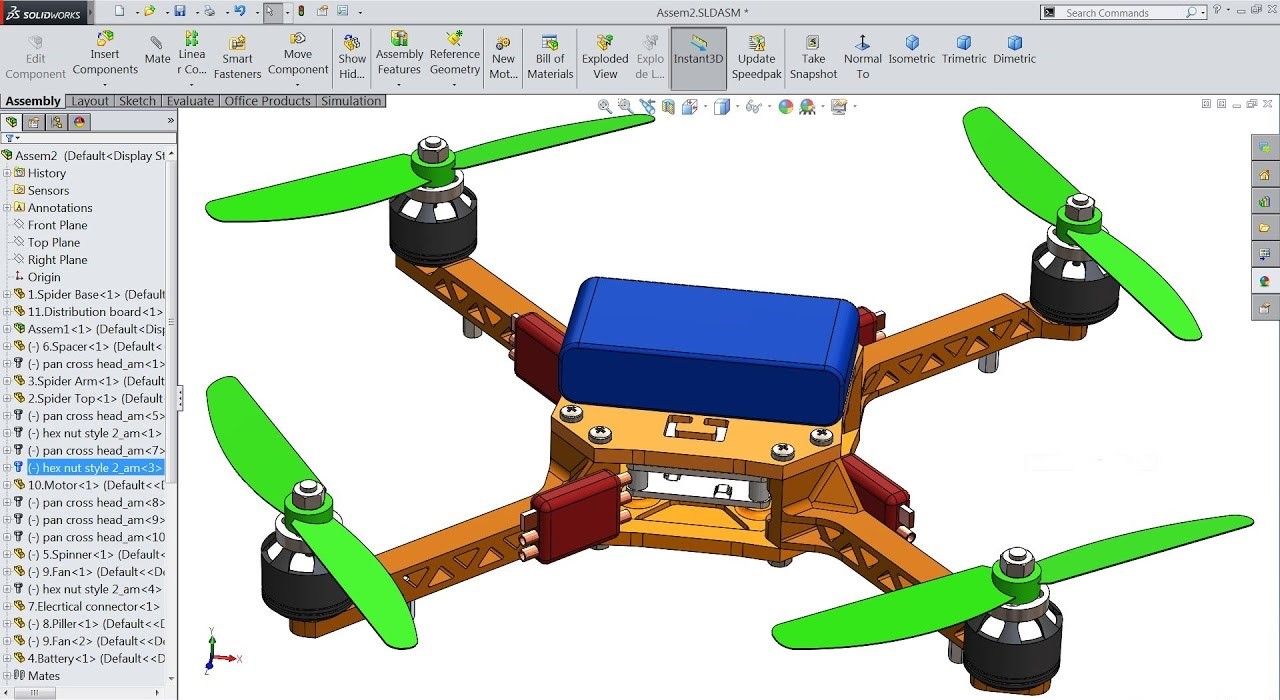 SOLIDWORKS
Assem2.SLDASM *
Search Commands
Edit Component
Insert Components
Mate
Linea r Co...
Smart Fasteners
Move Component
Show Hid...
Assembly Features
Reference Geometry
New Mot...
Bill of Materials
Exploded View
Explo de L...
Instant3D
Update Speedpak
Take Snapshot
Normal To
Isometric
Trimetric
Dimetric
Assembly Layout Sketch Evaluate Office Products Simulation
Assem2 (Default<Display St
History
Sensors
Annotations
Front Plane
Top Plane
Right Plane
Origin
1.Spider Base<1> (Default
11.Distribution board<1>
Assem1<1> (Default<Disp
(-) 6.Spacer<1> (Default<
(-) pan cross head_am<1>
3.Spider Arm<1> (Default
2.Spider Top<1> (Default
(-) pan cross head_am<5>
(-) hex nut style 2_am<1>
(-) pan cross head_am<7>
(-) hex nut style 2_am<3>
10.Motor<1> (Default<<D
(-) pan cross head_am<8>
(-) pan cross head_am<9>
(-) pan cross head_am<10
(-) 5.Spinner<1> (Default<
(-) 9.Fan<1> (Default<<De
(-) hex nut style 2_am<4>
7.Elecrtical connector<1>
(-) 8.Piller<1> (Default<<D
(-) 9.Fan<2> (Default<<De
4.Battery<1> (Default<<D
Mates
Y
X
Z